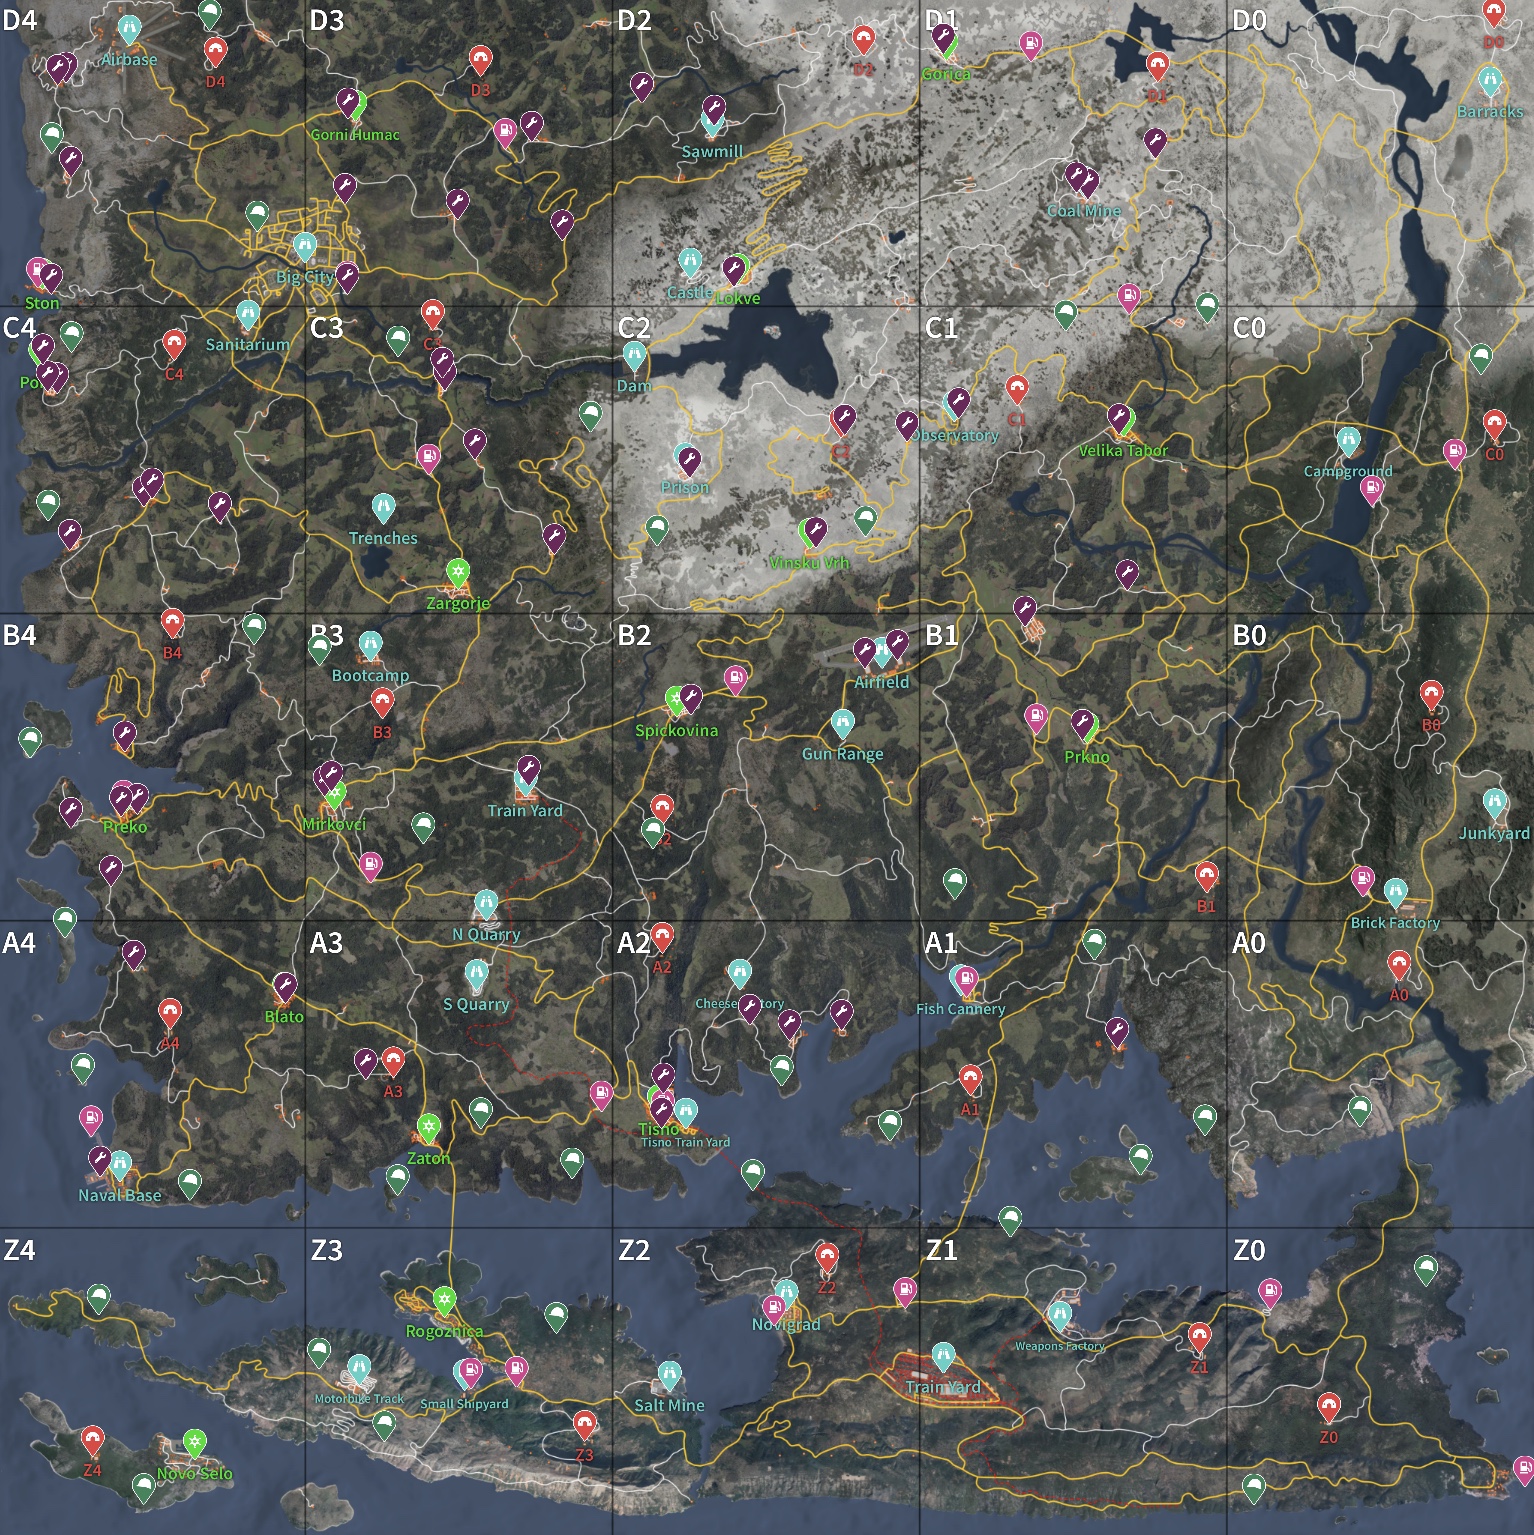 D4
D3
D2
D1
D0
Airbase
D4
D3
D2
Gorica
D1
D0
Barracks
Gorni Humac
Sawmill
Coal Mine
Big City
Ston
Castle
Lokve
C4
Sanitarium
C3
C2
C1
C0
C4
Dam
C1
C2
Observatory
Velika Tabor
C0
Campground
Prison
Trenches
Vinsku Vrh
Zargorje
B4
B3
B2
B1
B0
B4
Bootcamp
Airfield
B3
Spickovina
Gun Range
B0
Prkno
Train Yard
Mirkovci
Preko
Junkyard
B1
Brick Factory
N Quarry
A4
A3
A2
A1
A0
A2
A0
S Quarry
Fish Cannery
Blato
A4
A3
A1
Tisno
Tisno Train Yard
Zaton
Naval Base
Z4
Z3
Z2
Z1
Z0
Z2
Rogoznica
Novigrad
Weapons Factory
Z1
Train Yard
Motorbike Track
Small Shipyard
Salt Mine
Z0
Z4
Novo Selo
Z3